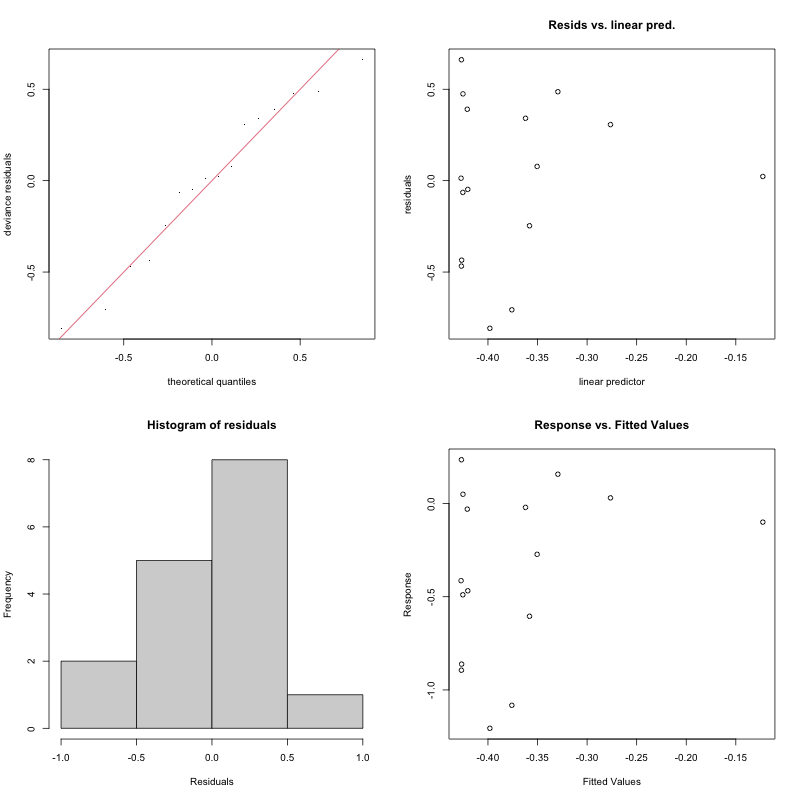 deviance residuals
0.5
0.0
-0.5
-0.5 0.0 0.5
theoretical quantiles
Resids vs. linear pred.
residuals
0.5
0.0
-0.5
-0.40 -0.35 -0.30 -0.25 -0.20 -0.15
linear predictor
Histogram of residuals
Frequency
8
6
4
2
0
-1.0 -0.5 0.0 0.5 1.0
Residuals
Response vs. Fitted Values
Response
0.0
-0.5
-1.0
-0.40 -0.35 -0.30 -0.25 -0.20 -0.15
Fitted Values